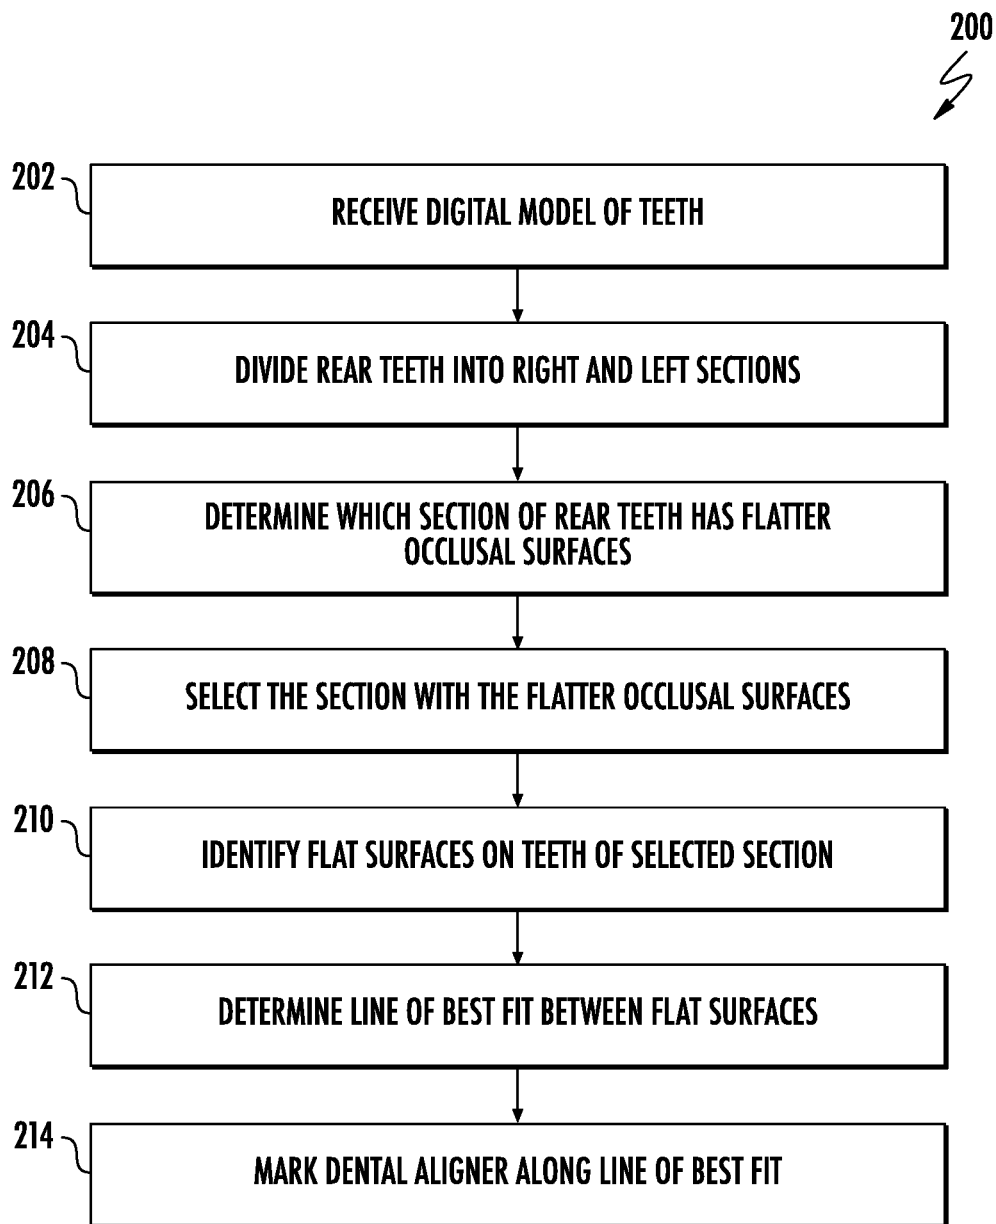 200
202
RECEIVE DIGITAL MODEL OF TEETH
204
DIVIDE REAR TEETH INTO RIGHT AND LEFT SECTIONS
206
DETERMINE WHICH SECTION OF REAR TEETH HAS FLATTER
OCCLUSAL SURFACES
208
SELECT THE SECTION WITH THE FLATTER OCCLUSAL SURFACES
210
IDENTIFY FLAT SURFACES ON TEETH OF SELECTED SECTION
212
DETERMINE LINE OF BEST FIT BETWEEN FLAT SURFACES
214
MARK DENTAL ALIGNER ALONG LINE OF BEST FIT